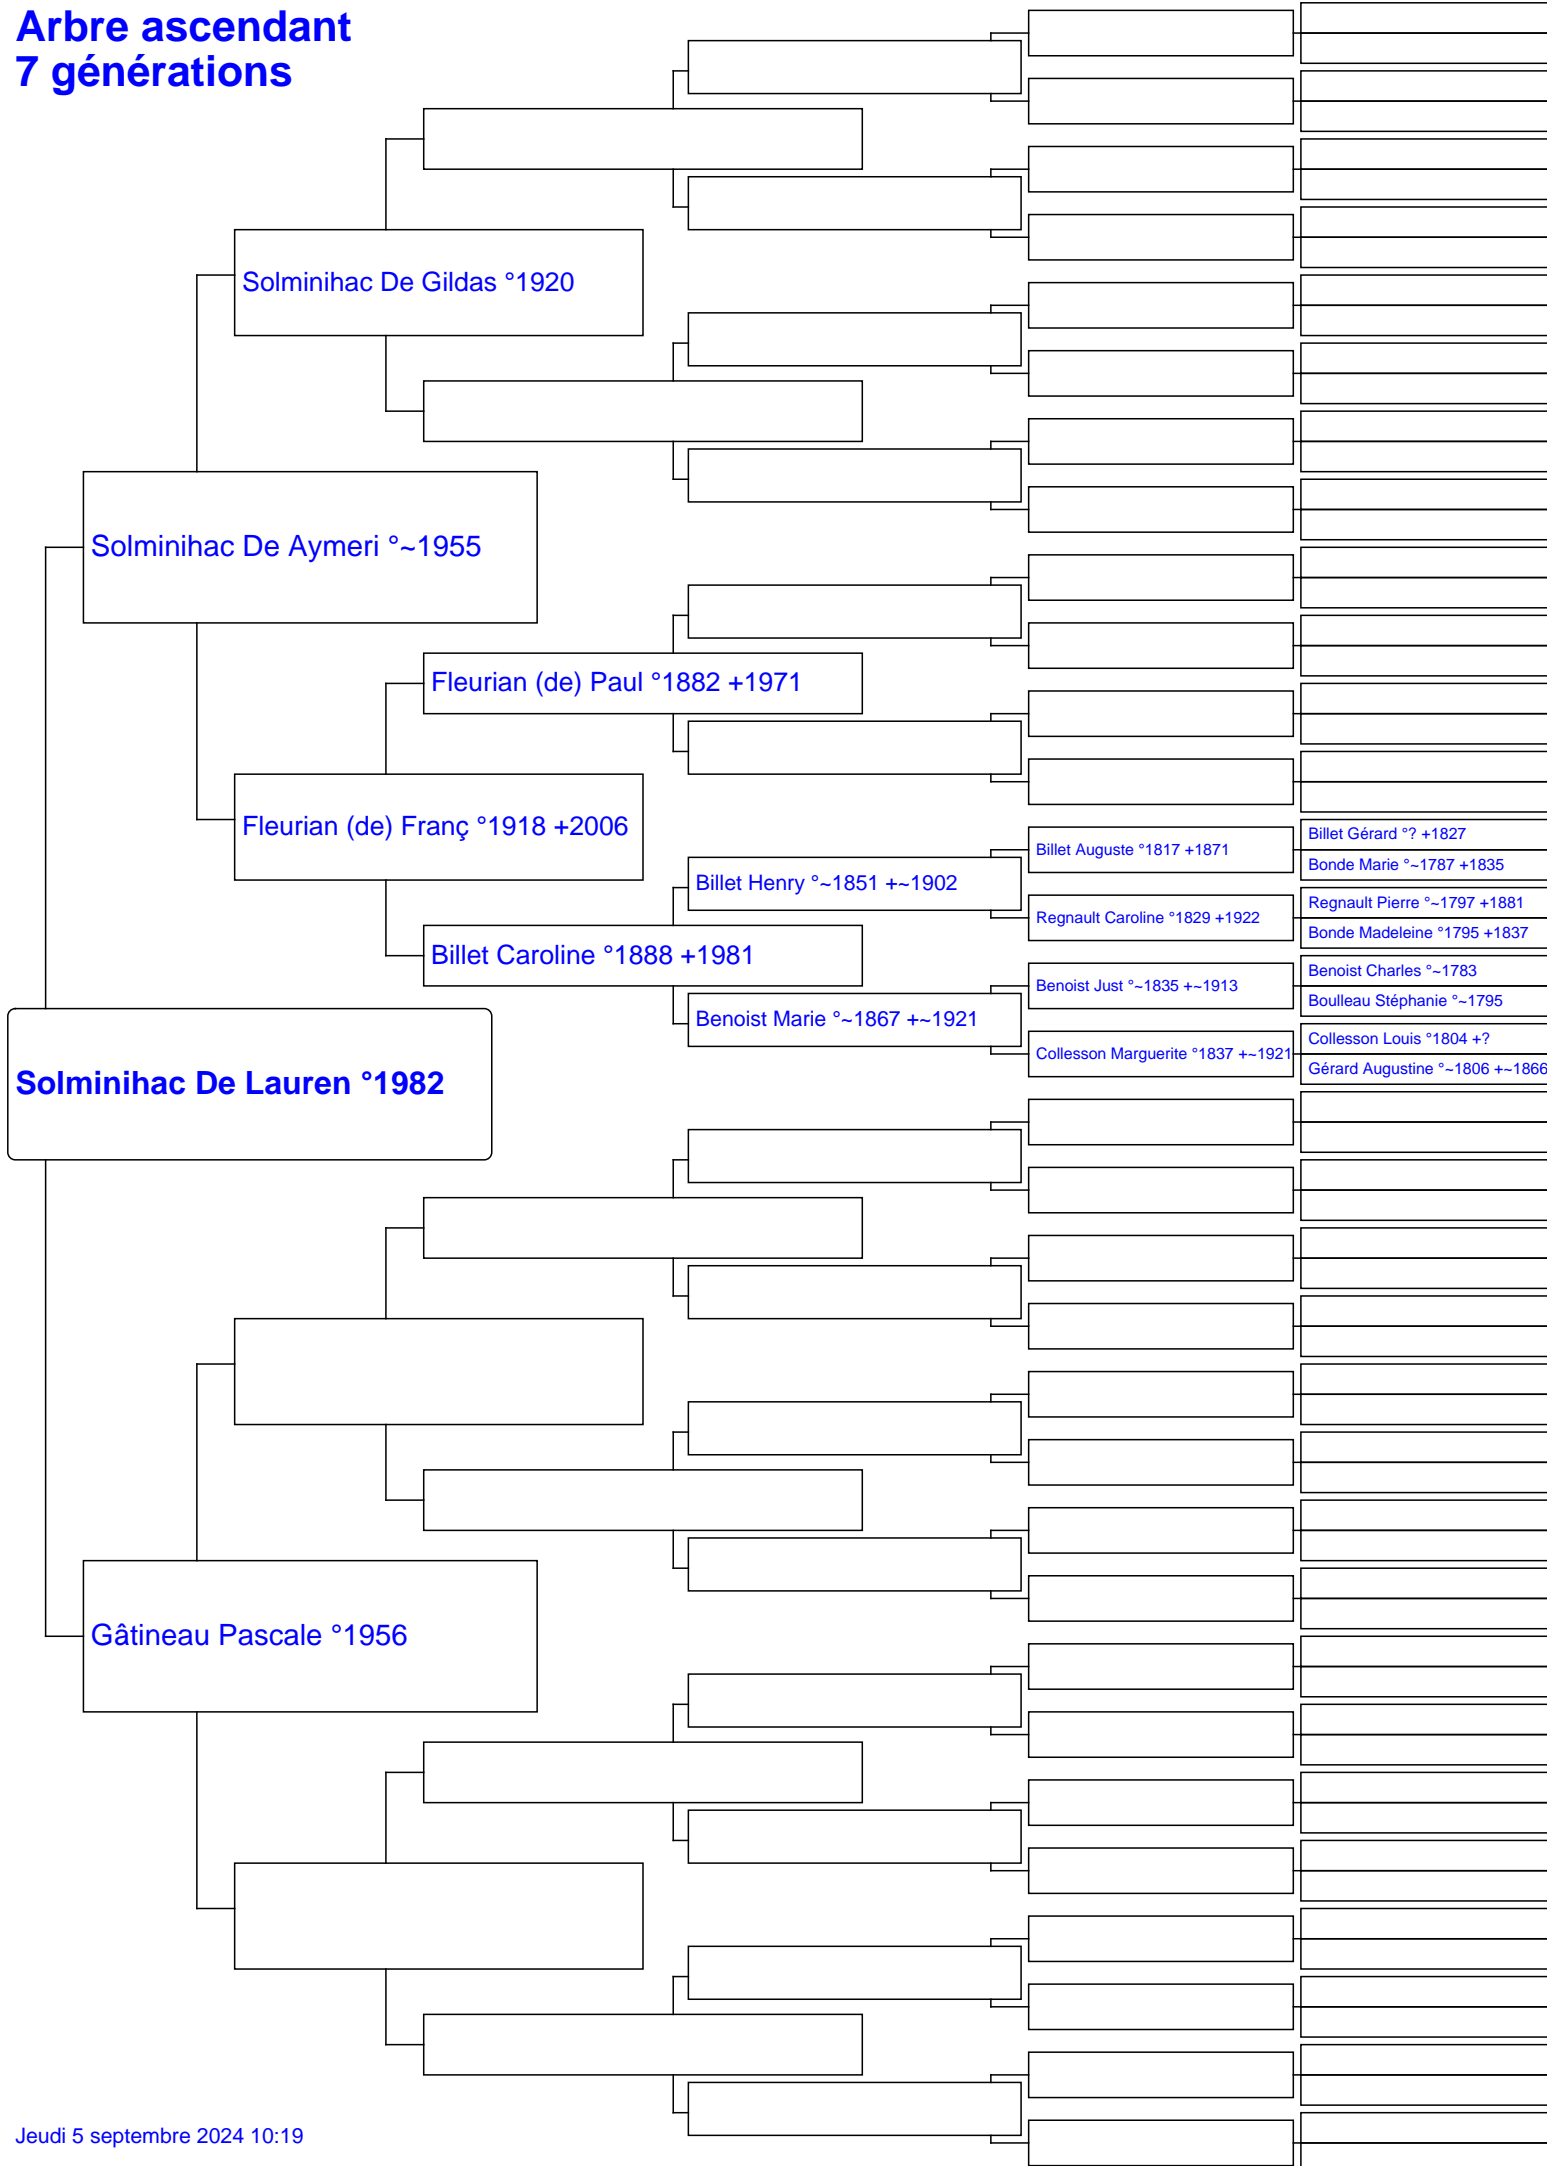 Arbre ascendant
7 générations
Solminihac De Gildas °1920
Solminihac De Aymeri °~1955
Fleurian (de) Paul °1882 +1971
Fleurian (de) Franç °1918 +2006
Billet Henry °~1851 +~1902
Billet Auguste °1817 +1871
Billet Gérard °? +1827
Bonde Marie °~1787 +1835
Regnault Caroline °1829 +1922
Regnault Pierre °~1797 +1881
Bonde Madeleine °1795 +1837
Billet Caroline °1888 +1981
Benoist Marie °~1867 +~1921
Benoist Just °~1835 +~1913
Benoist Charles °~1783
Boulleau Stéphanie °~1795
Collesson Marguerite °1837 +~1921
Collesson Louis °1804 +?
Gérard Augustine °~1806 +~1866
Solminihac De Lauren °1982
Gâtineau Pascale °1956
Jeudi 5 septembre 2024 10:19